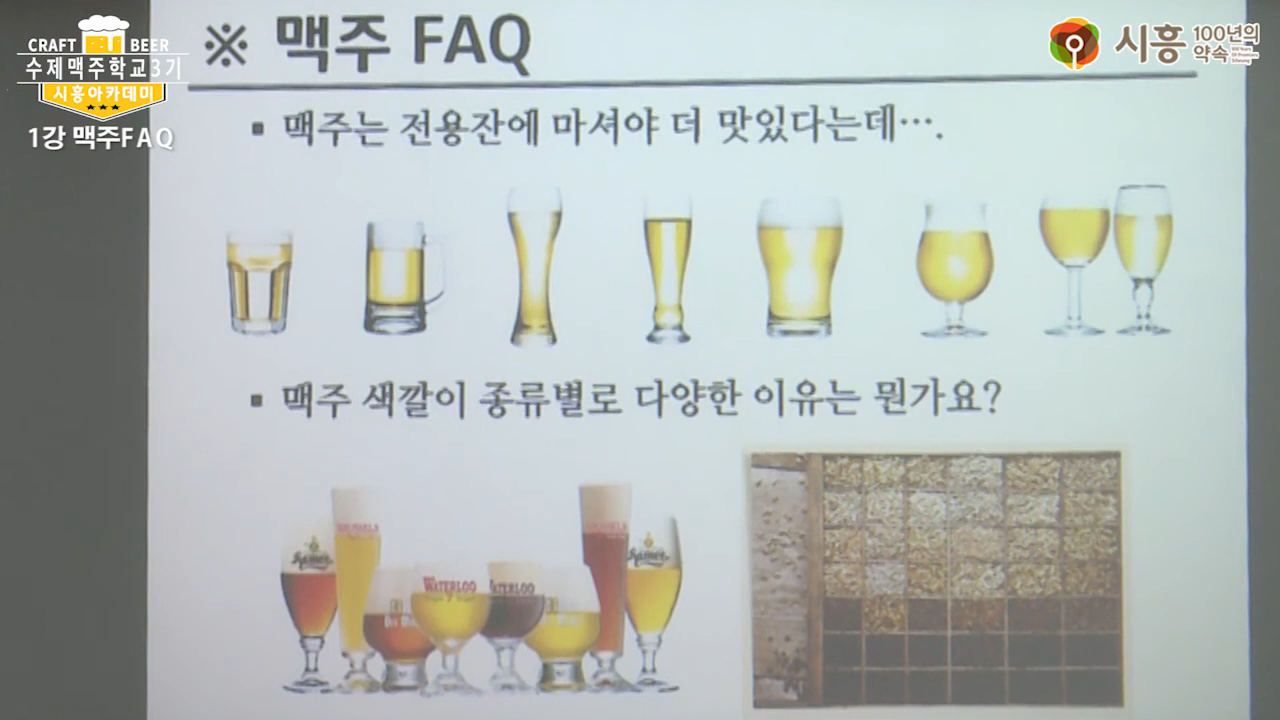 CRAFT BEER
수제맥주학교3기
시흥아카데미
1강 맥주FAQ
※ 맥주 FAQ
시흥 100년의 약속
▪ 맥주는 전용잔에 마셔야 더 맛있다는데….
▪ 맥주 색깔이 종류별로 다양한 이유는 뭔가요?
WATERLOO
WATERLOO